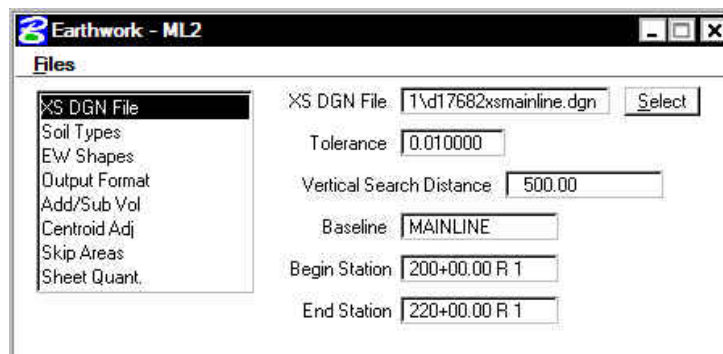 Earthwork - ML2
Files
XS DGN File
Soil Types
EW Shapes
Output Format
Add/Sub Vol
Centroid Adj
Skip Areas
Sheet Quant.
XS DGN File 1\d17682xsmainline.dgn Select
Tolerance 0.010000
Vertical Search Distance 500.00
Baseline MAINLINE
Begin Station 200+00.00 R 1
End Station 220+00.00 R 1